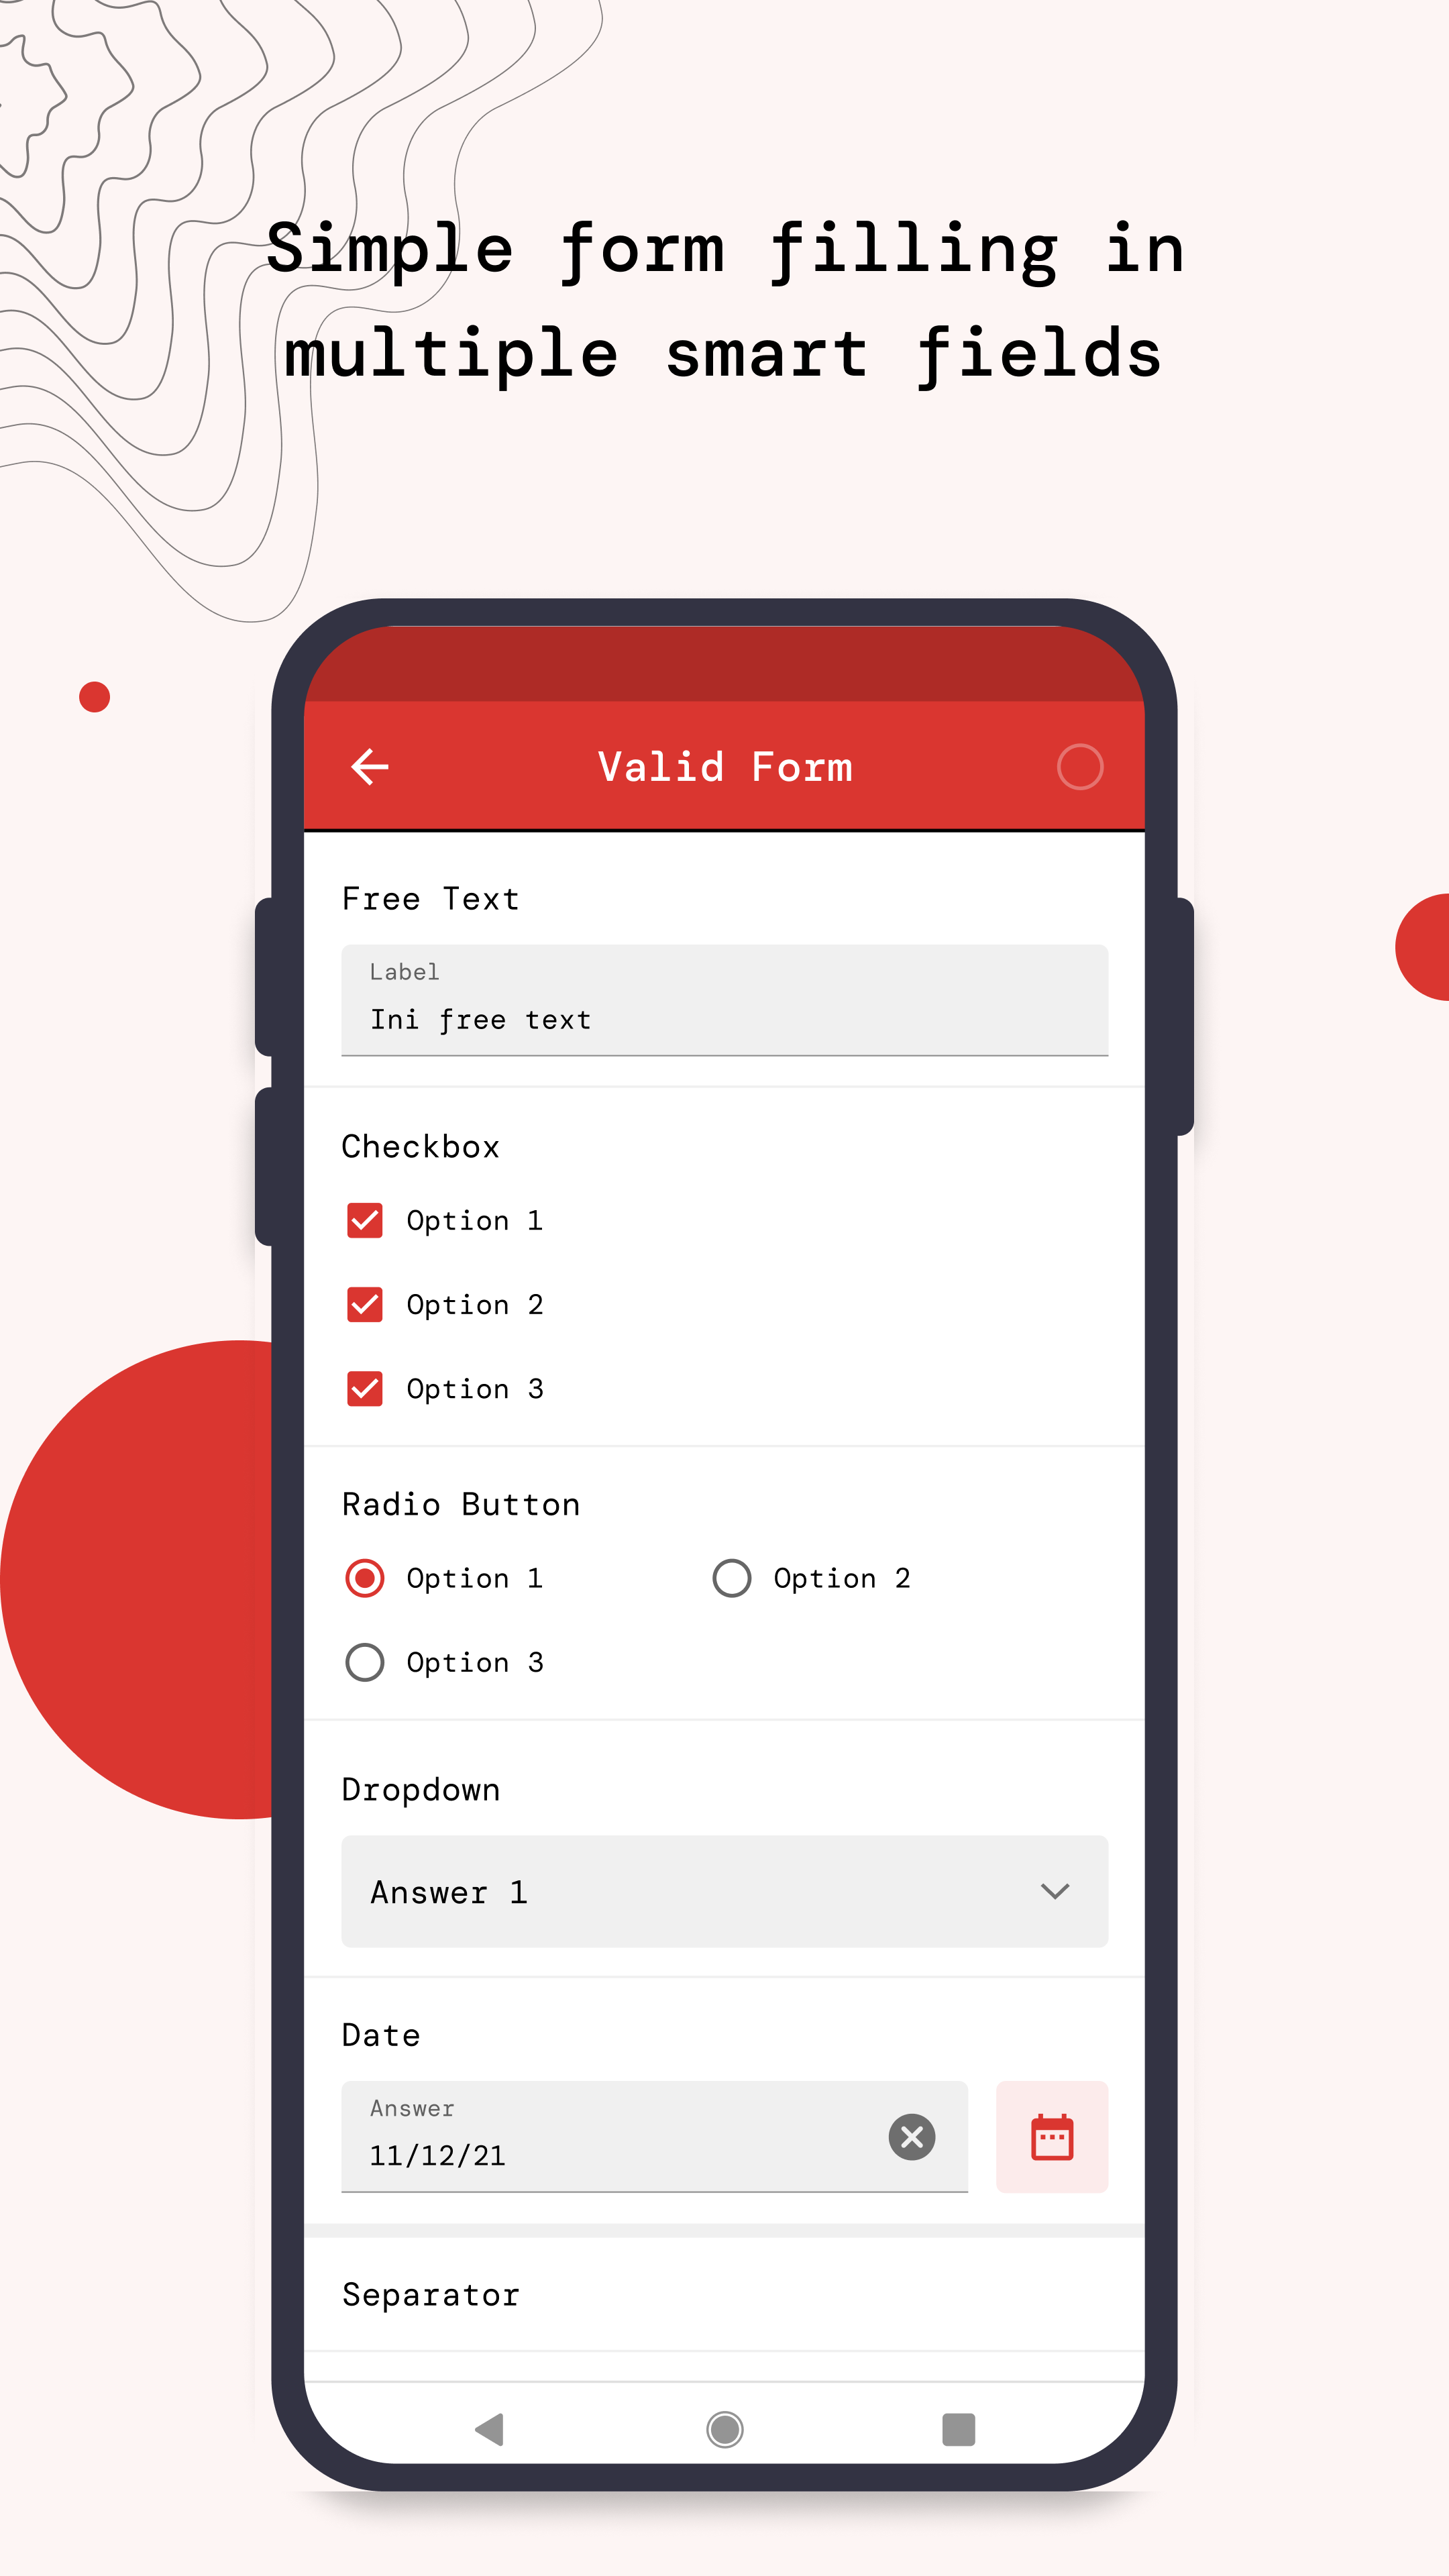 Simple form filling in
multiple smart fields
Valid Form
Free Text
Label
Ini free text
Checkbox
Option 1
Option 2
Option 3
Radio Button
Option 1 Option 2
Option 3
Dropdown
Answer 1
Date
Answer
11/12/21
Separator